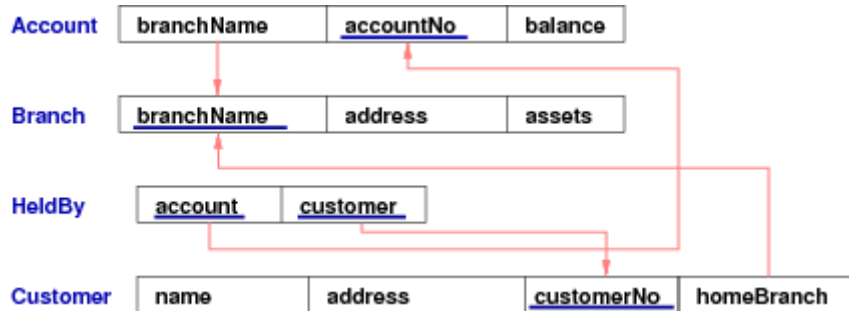 Account branchName accountNo balance
Branch branchName address assets
HeldBy account customer
Customer name address customerNo homeBranch